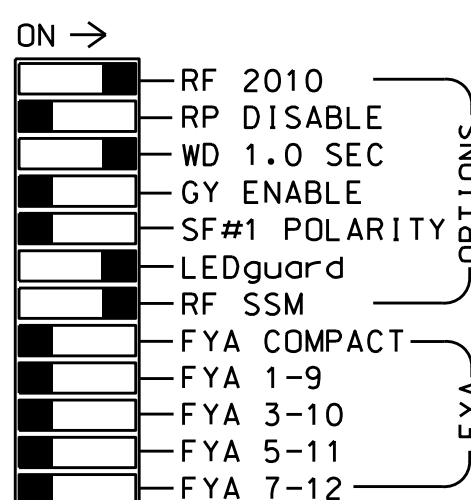 ON →
RF 2010
RP DISABLE
WD 1.0 SEC
GY ENABLE
SF#1 POLARITY
LEDguard
RF SSM
OPTIONS
FYA COMPACT
FYA 1-9
FYA 3-10
FYA 5-11
FYA 7-12
FYA